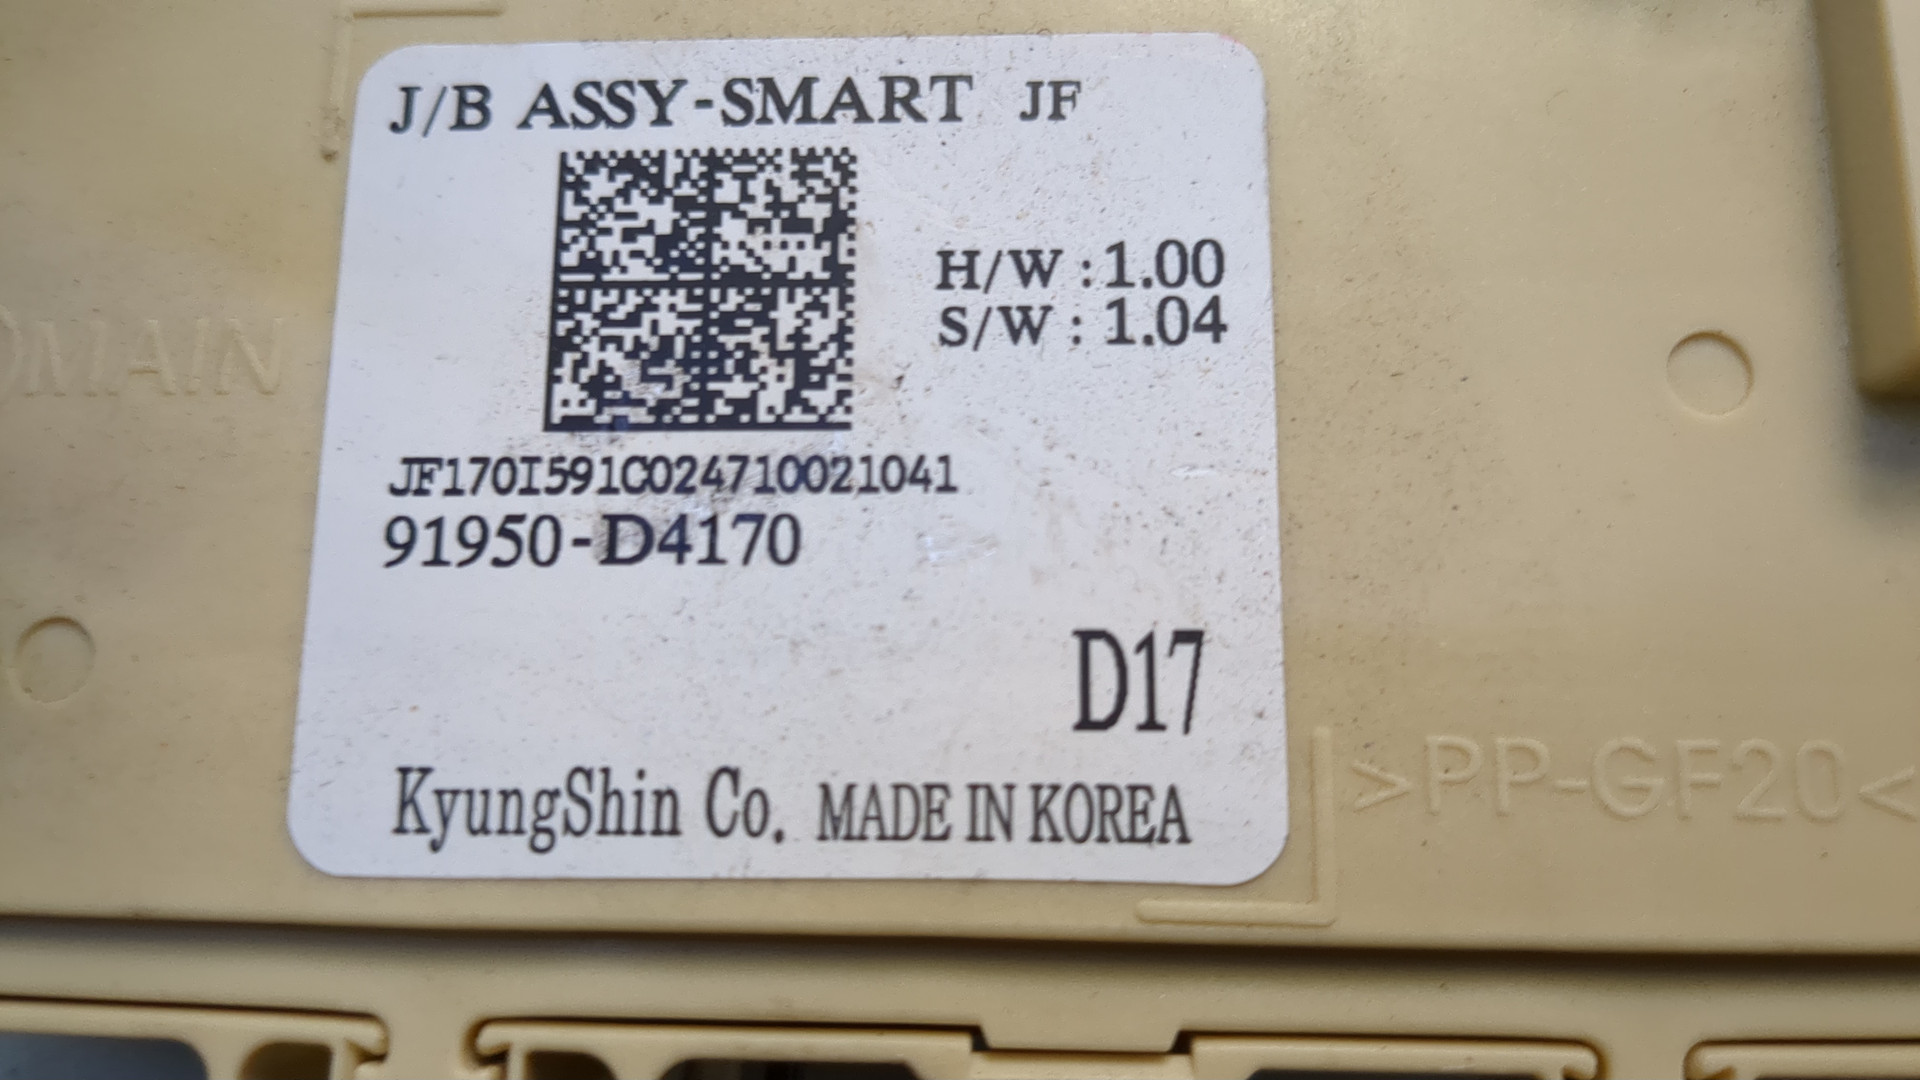 J/B ASSY-SMART JF
H/W : 1.00
S/W : 1.04
JF170I591C024710021041
91950-D4170
D17
KyungShin Co. MADE IN KOREA
MAIN
>PP-GF20<